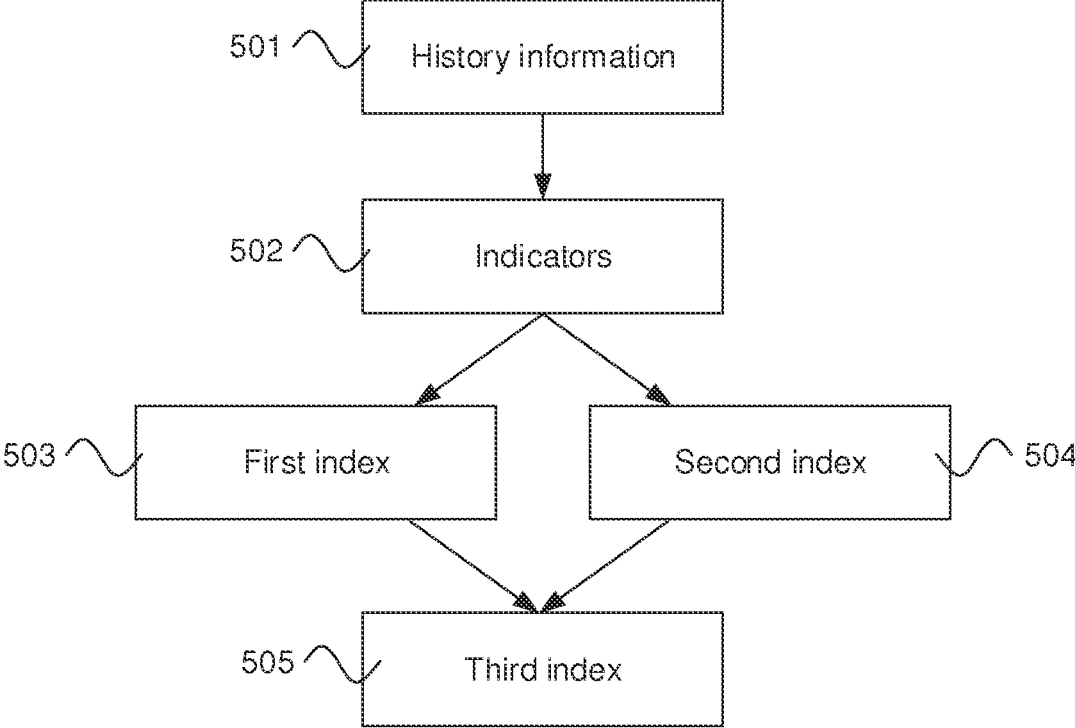 501
History information
502
Indicators
503
First index
Second index
504
505
Third index